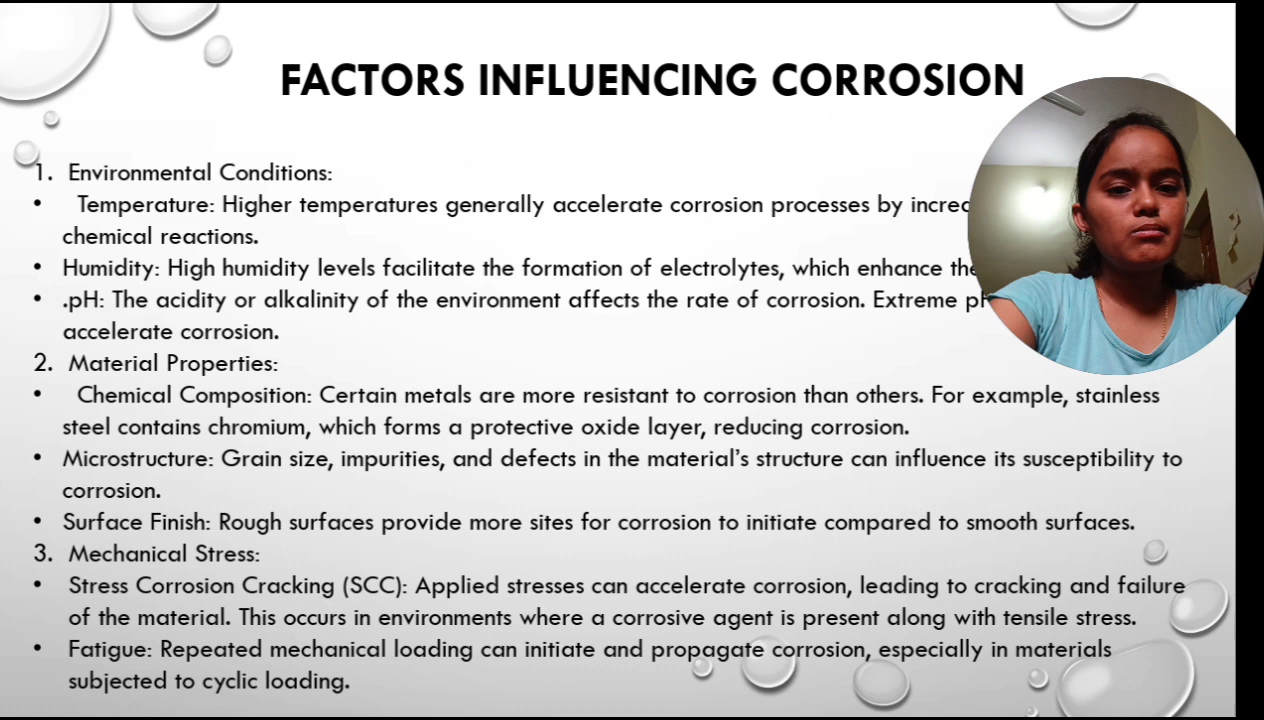 FACTORS INFLUENCING CORROSION
1. Environmental Conditions:
• Temperature: Higher temperatures generally accelerate corrosion processes by
chemical reactions.
• Humidity: High humidity levels facilitate the formation of electrolytes, which enhance
• .pH: The acidity or alkalinity of the environment affects the rate of corrosion. Extreme
accelerate corrosion.
2. Material Properties:
• Chemical Composition: Certain metals are more resistant to corrosion than others. For example, stainless
steel contains chromium, which forms a protective oxide layer, reducing corrosion.
• Microstructure: Grain size, impurities, and defects in the material's structure can influence its susceptibility to
corrosion.
• Surface Finish: Rough surfaces provide more sites for corrosion to initiate compared to smooth surfaces.
3. Mechanical Stress:
• Stress Corrosion Cracking (SCC): Applied stresses can accelerate corrosion, leading to cracking and failure
of the material. This occurs in environments where a corrosive agent is present along with tensile stress.
• Fatigue: Repeated mechanical loading can initiate and propagate corrosion, especially in materials
subjected to cyclic loading.